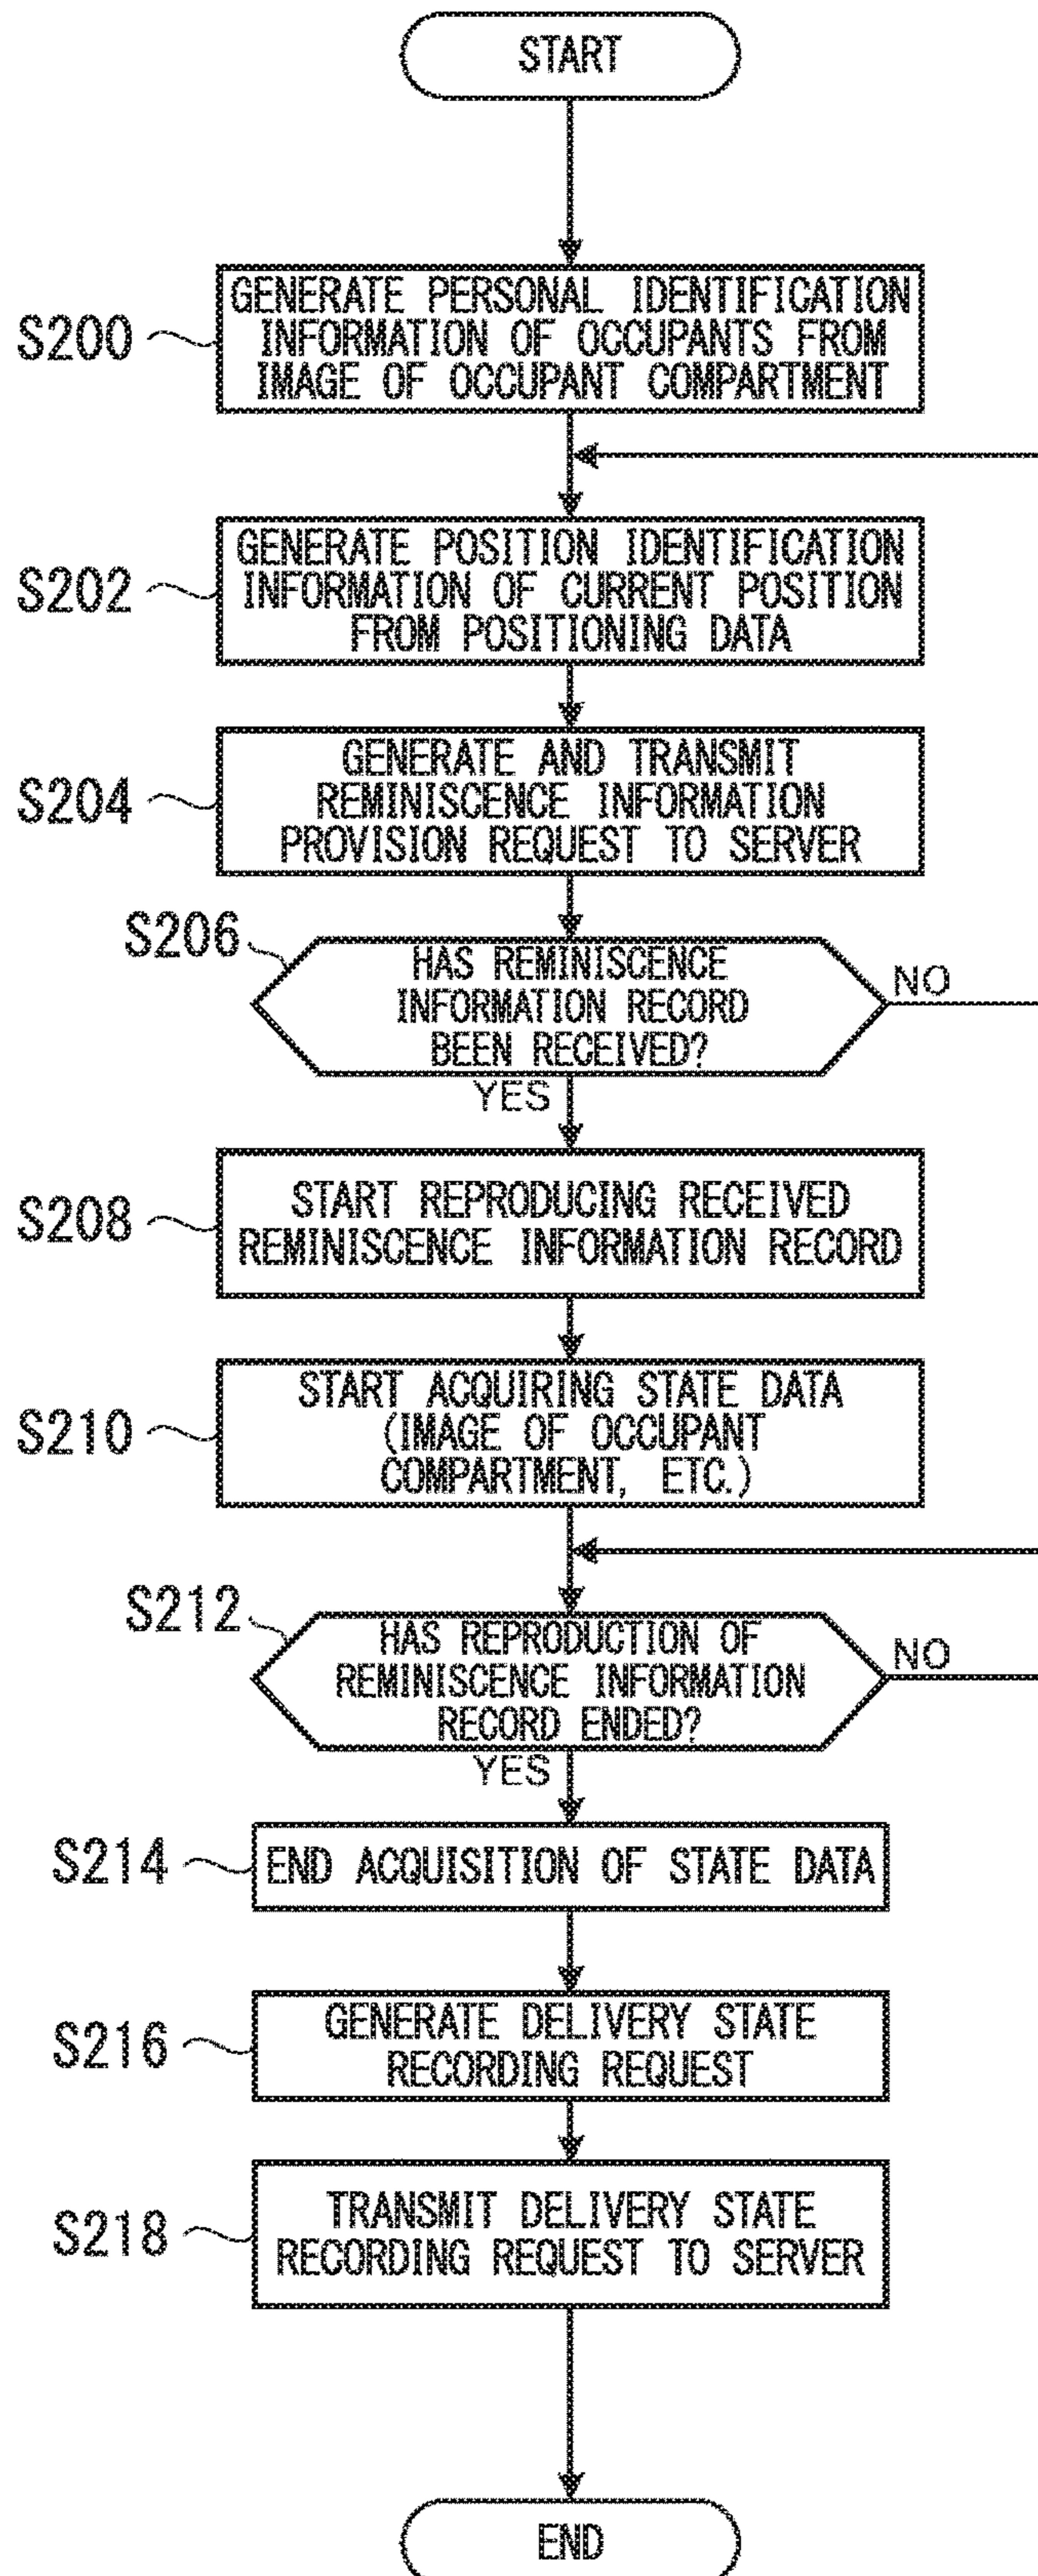 START
S200
GENERATE PERSONAL IDENTIFICATION
INFORMATION OF OCCUPANTS FROM
IMAGE OF OCCUPANT COMPARTMENT
S202
GENERATE POSITION IDENTIFICATION
INFORMATION OF CURRENT POSITION
FROM POSITIONING DATA
S204
GENERATE AND TRANSMIT
REMINISCENCE INFORMATION
PROVISION REQUEST TO SERVER
S206
HAS REMINISCENCE
INFORMATION RECORD
BEEN RECEIVED?
NO
YES
S208
START REPRODUCING RECEIVED
REMINISCENCE INFORMATION RECORD
S210
START ACQUIRING STATE DATA
(IMAGE OF OCCUPANT
COMPARTMENT, ETC.)
S212
HAS REPRODUCTION OF
REMINISCENCE INFORMATION
RECORD ENDED?
NO
YES
S214
END ACQUISITION OF STATE DATA
S216
GENERATE DELIVERY STATE
RECORDING REQUEST
S218
TRANSMIT DELIVERY STATE
RECORDING REQUEST TO SERVER
END